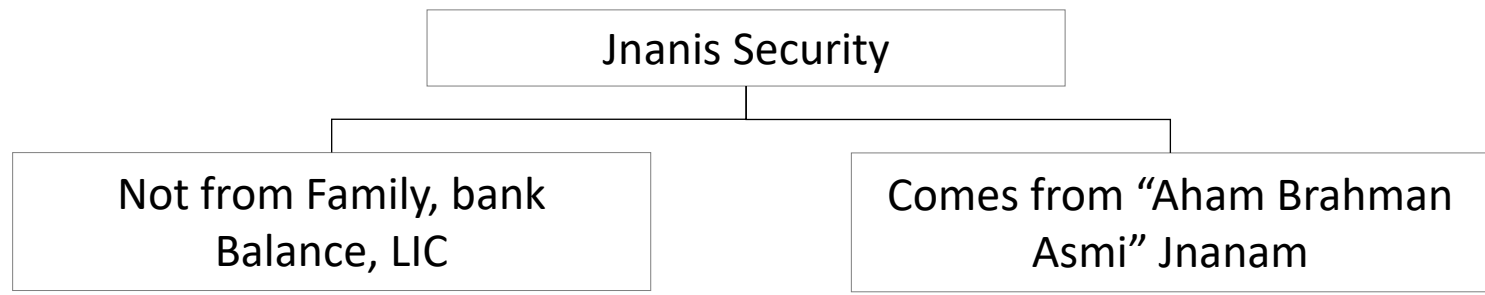 Jnanis Security
Not from Family, bank
Balance, LIC
Comes from “Aham Brahman
Asmi” Jnanam